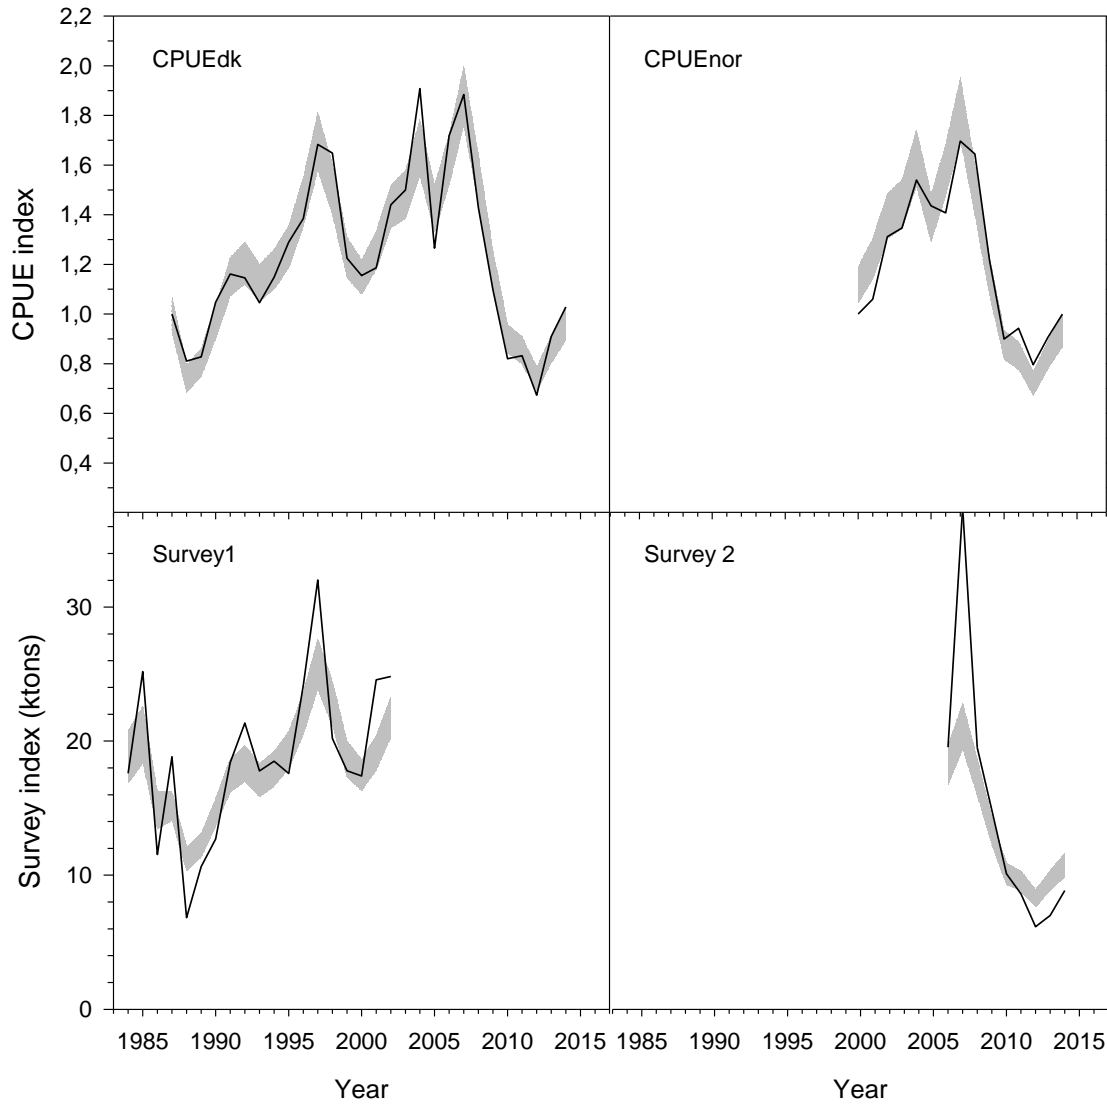 2,2
2,0
1,8
1,6
1,4
1,2
1,0
0,8
0,6
0,4
CPUE index
CPUEdk
CPUEnor
Survey1
Survey 2
30
20
10
0
Survey index (ktons)
1985 1990 1995 2000 2005 2010 2015
1985 1990 1995 2000 2005 2010 2015
Year
Year